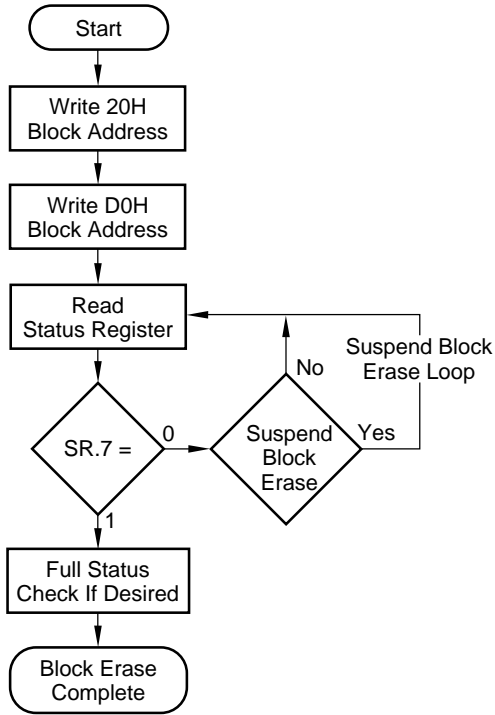 Start
Write 20H
Block Address
Write D0H
Block Address
Read
Status Register
Suspend Block
Erase Loop
No
SR.7 =
0
Suspend
Block
Erase
Yes
1
Full Status
Check If Desired
Block Erase
Complete